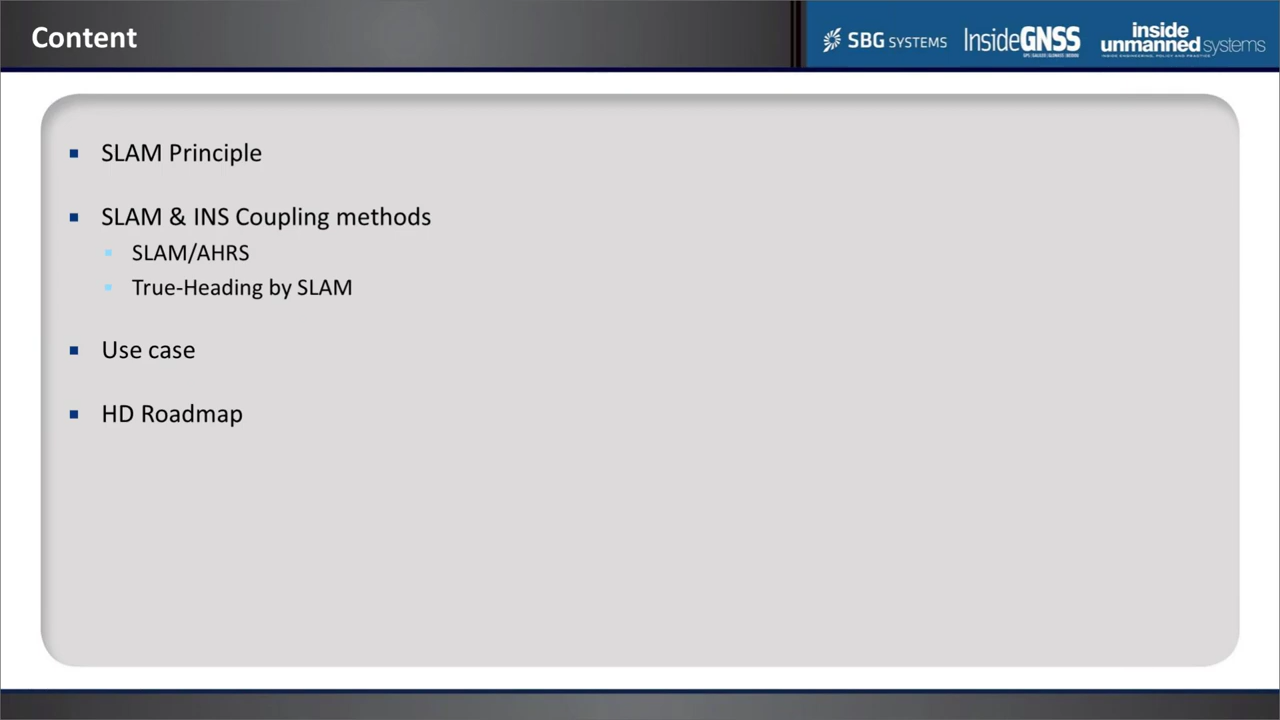 Content
SBG SYSTEMS
InsideGNSS
inside
unmanned systems
SLAM Principle
SLAM & INS Coupling methods
SLAM/AHRS
True-Heading by SLAM
Use case
HD Roadmap